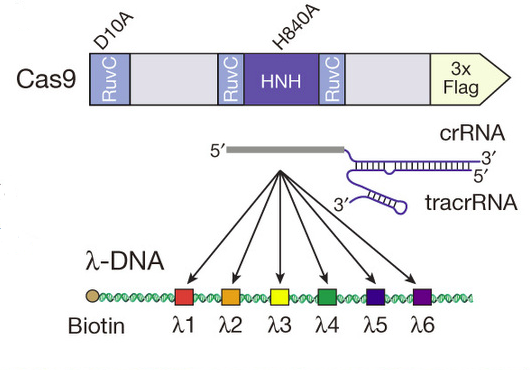 D10A
H840A
Cas9
RuvC
RuvC
HNH
RuvC
3x
Flag
crRNA
5′
3′
5′
3′
tracrRNA
λ-DNA
Biotin
λ1
λ2
λ3
λ4
λ5
λ6